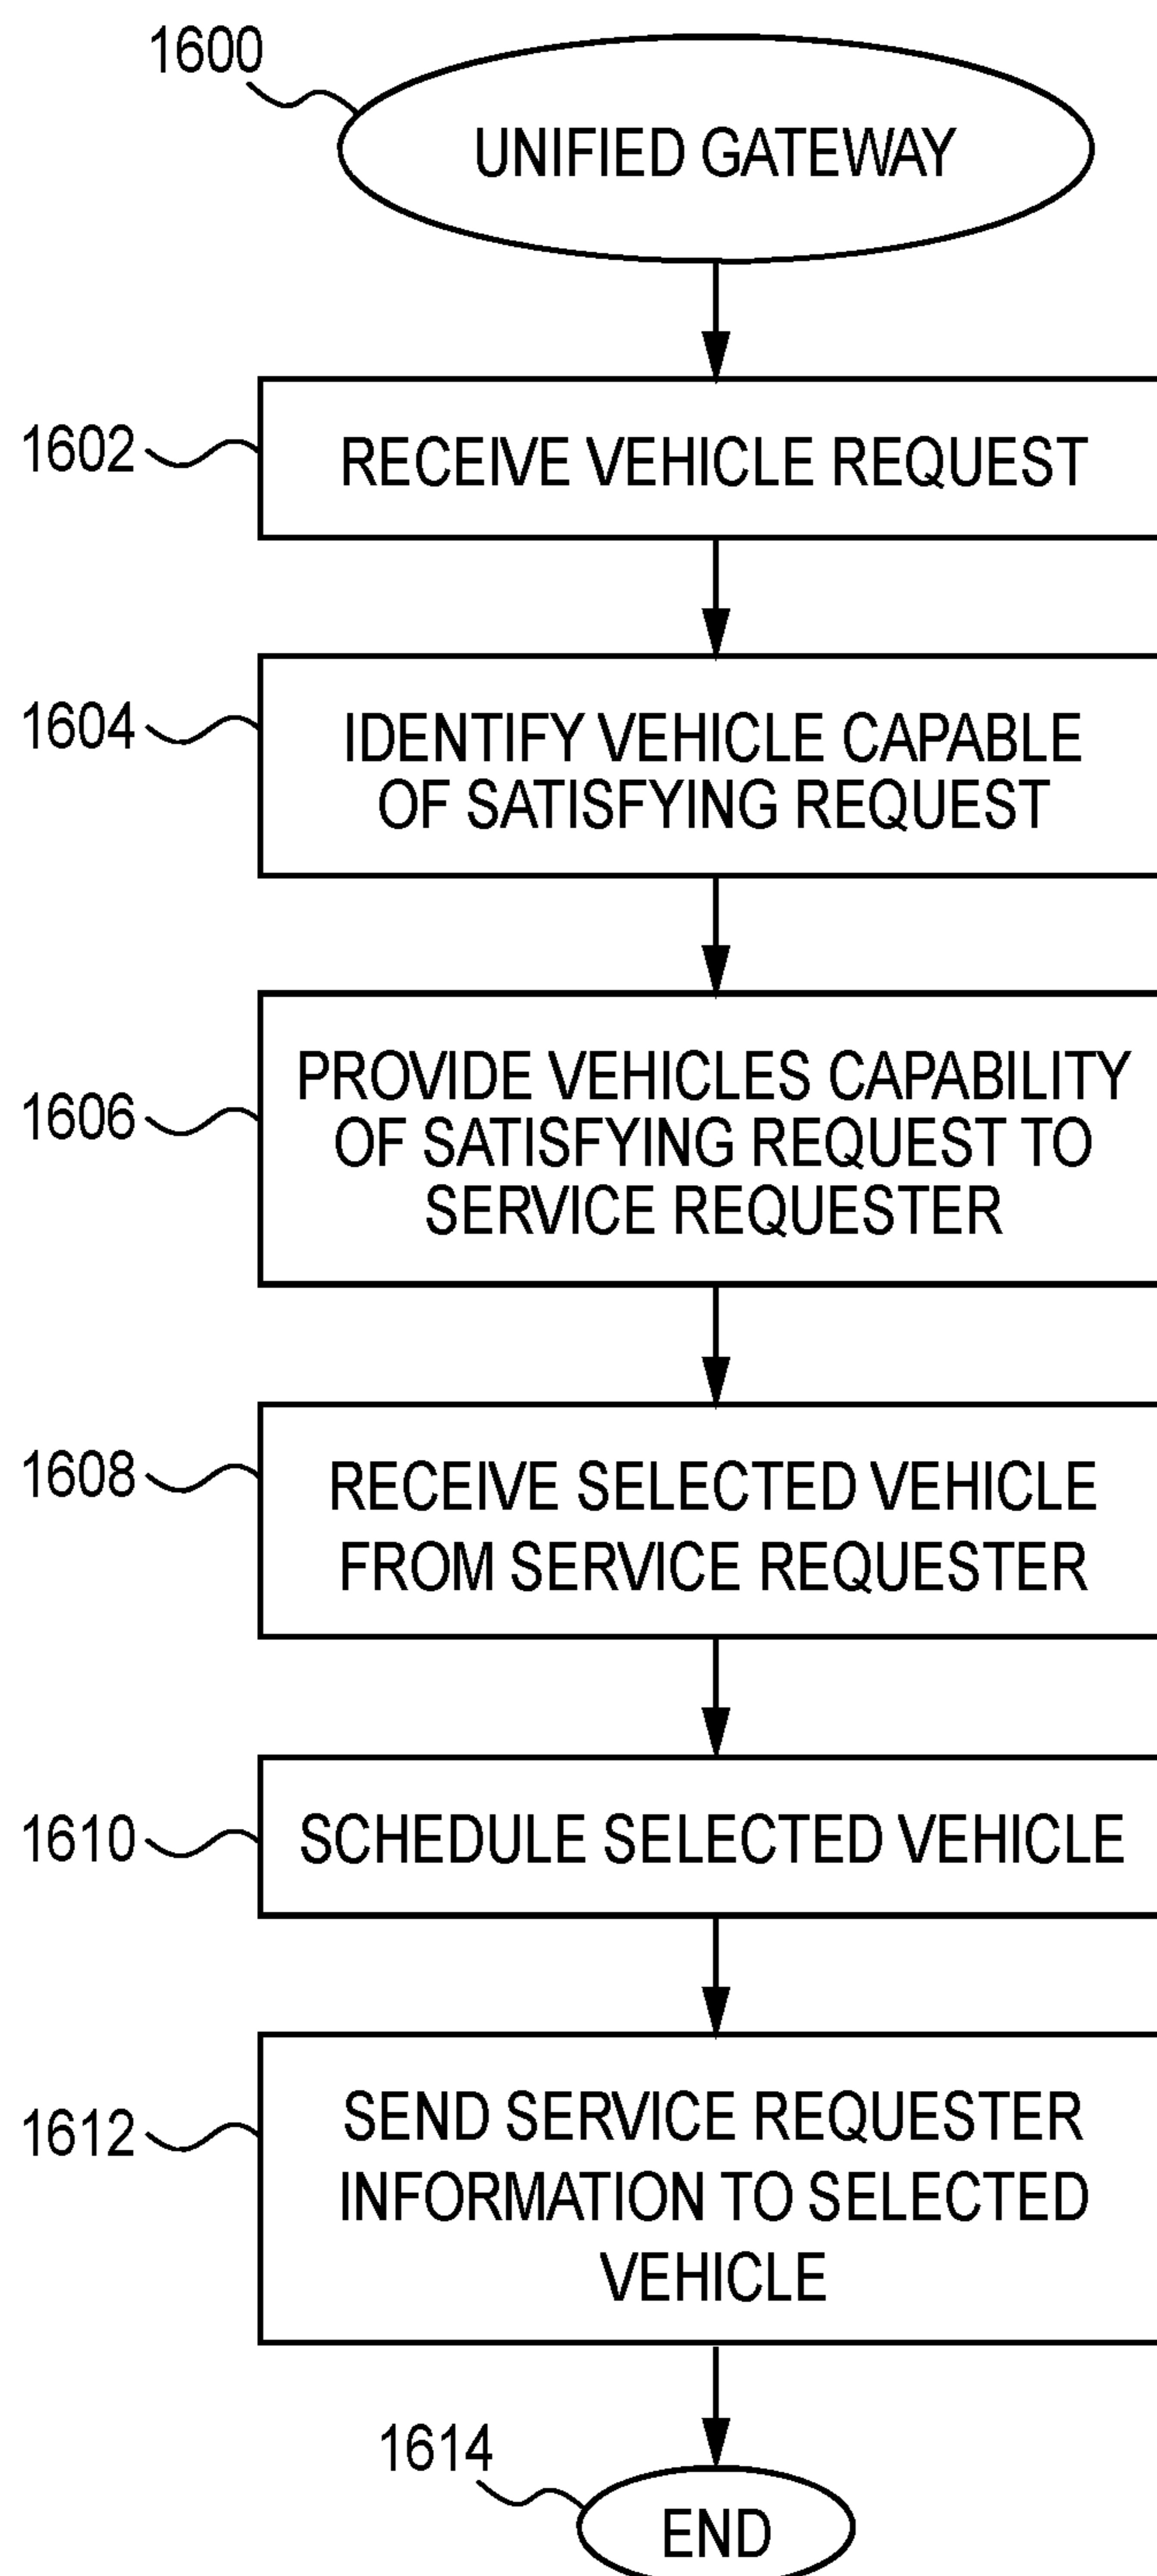 1600
UNIFIED GATEWAY
1602
RECEIVE VEHICLE REQUEST
1604
IDENTIFY VEHICLE CAPABLE
OF SATISFYING REQUEST
1606
PROVIDE VEHICLES CAPABILITY
OF SATISFYING REQUEST TO
SERVICE REQUESTER
1608
RECEIVE SELECTED VEHICLE
FROM SERVICE REQUESTER
1610
SCHEDULE SELECTED VEHICLE
1612
SEND SERVICE REQUESTER
INFORMATION TO SELECTED
VEHICLE
1614
END